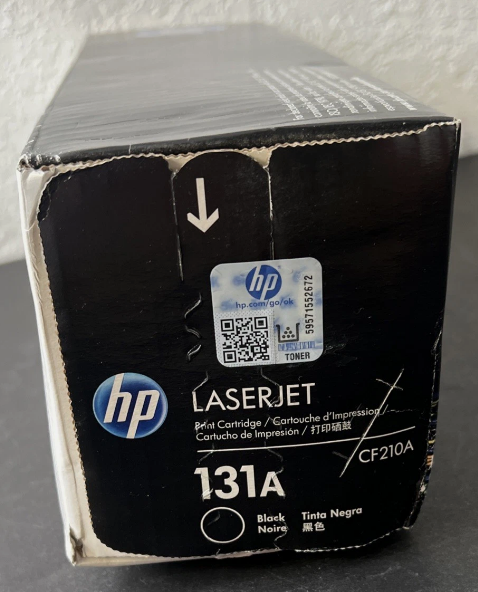 hp
hp.com/go/ok
59571552672
TONER
hp
LASERJET
Print Cartridge / Cartouche d'Impression /
Cartucho de Impresión / 打印硒鼓
CF210A
131A
Black Tinta Negra
Noire 黑色